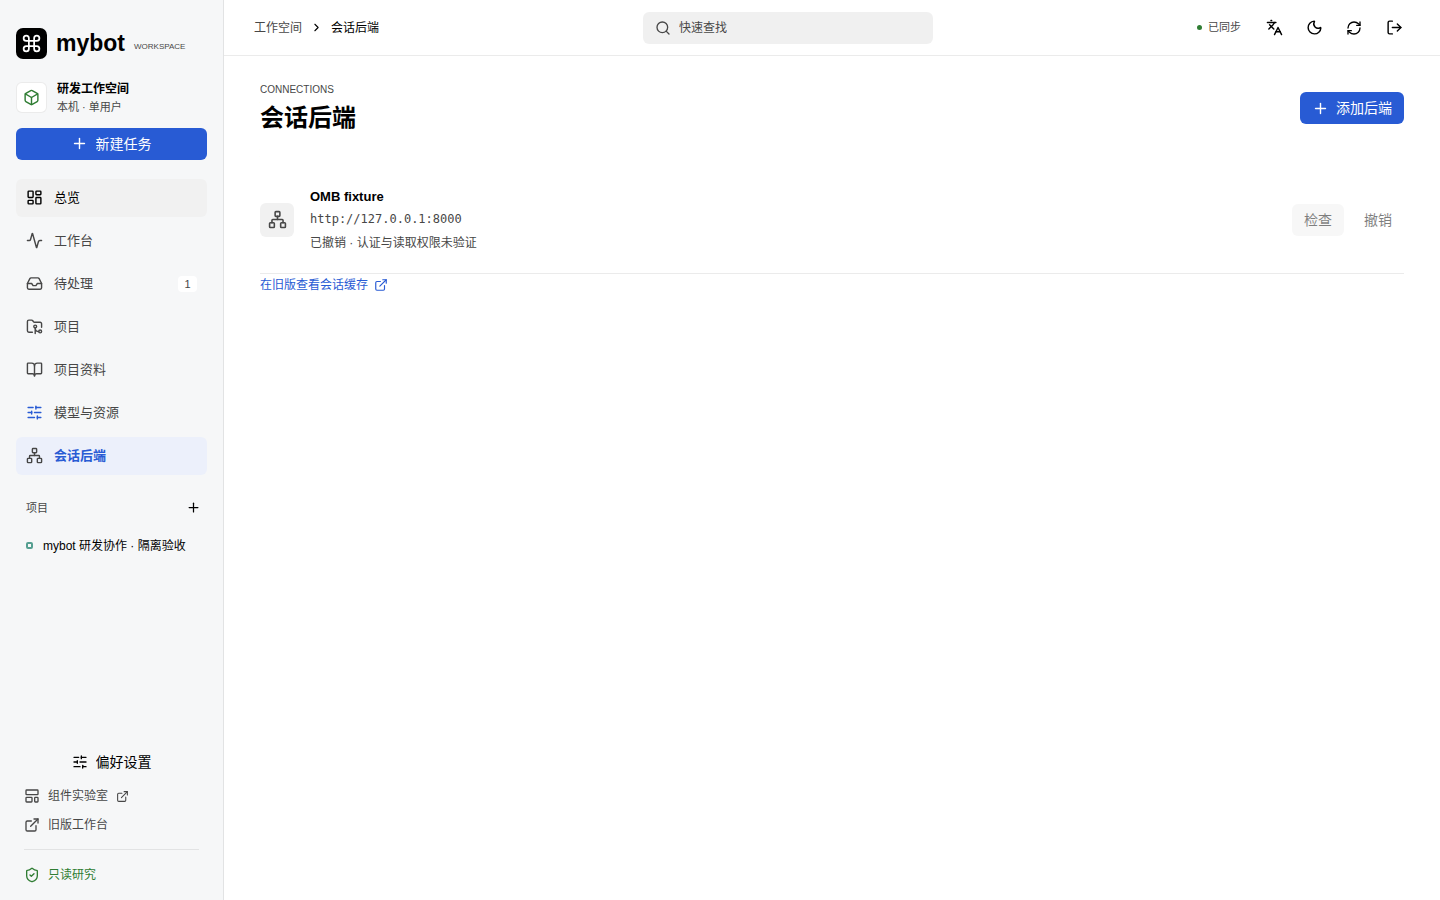 mybot WORKSPACE
研发工作空间
本机 · 单用户
新建任务
总览
工作台
待处理 1
项目
项目资料
模型与资源
会话后端
项目
mybot 研发协作 · 隔离验收
偏好设置
组件实验室
旧版工作台
只读研究
工作空间 会话后端
快速查找
已同步
CONNECTIONS
会话后端
添加后端
OMB fixture
http://127.0.0.1:8000
已撤销 · 认证与读取权限未验证
检查 撤销
在旧版查看会话缓存